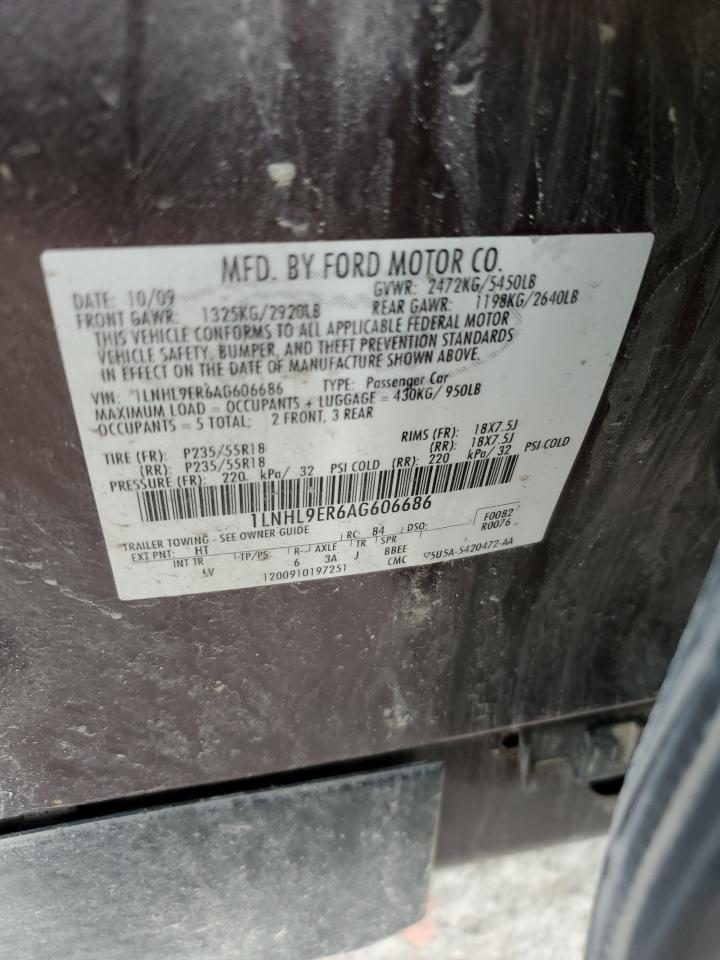 MFD. BY FORD MOTOR CO.
DATE: 10/09 GVWR: 2472KG/5450LB
FRONT GAWR: 1325KG/2920LB REAR GAWR: 1198KG/2640LB
THIS VEHICLE CONFORMS TO ALL APPLICABLE FEDERAL MOTOR
VEHICLE SAFETY, BUMPER, AND THEFT PREVENTION STANDARDS
IN EFFECT ON THE DATE OF MANUFACTURE SHOWN ABOVE.
VIN: 1LNHL9ER6AG606686 TYPE: Passenger Car
MAXIMUM LOAD = OCCUPANTS + LUGGAGE = 430KG/ 950LB
OCCUPANTS = 5 TOTAL; 2 FRONT, 3 REAR
TIRE (FR): P235/55R18 RIMS (FR): 18X7.5J
(RR): P235/55R18 (RR): 18X7.5J
PRESSURE (FR): 220 kPa/ 32 PSI COLD (RR): 220 kPa/ 32 PSI COLD
1LNHL9ER6AG606686
TRAILER TOWING - SEE OWNER GUIDE F0082
EXT PNT: HT RC: 84 DSO: R0076
INT TR TP/PS R AXLE TR SPR
LV 6 3A J BBEE 5U5A-5420472-AA
1200910197251 CMC